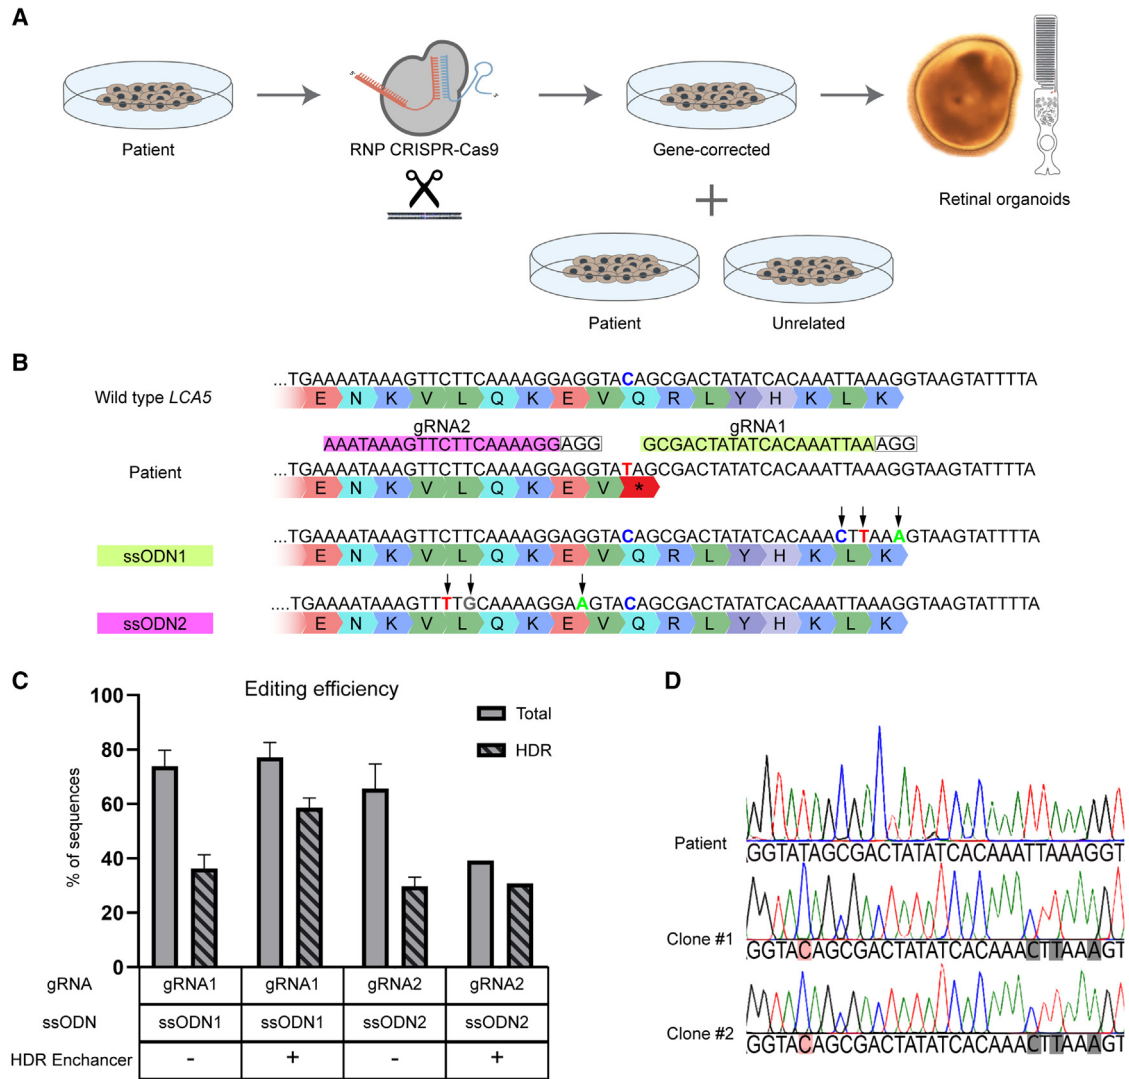 A
Patient
RNP CRISPR-Cas9
Gene-corrected
Retinal organoids
Patient
Unrelated
B
Wild type LCA5
...TGAAAATAAAGTTCTTCAAAAGGAGGTACAGCGACTATATCACAAATTAAAGGTAAGTATTTTA
E N K V L Q K E V Q R L Y H K L K
gRNA2
gRNA1
AAATAAAGTTCTTCAAAAGGAGG
GCGACTATATCACAAATTAAAGG
Patient
...TGAAAATAAAGTTCTTCAAAAGGAGGTATAGCGACTATATCACAAATTAAAGGTAAGTATTTTA
E N K V L Q K E V *
...TGAAAATAAAGTTCTTCAAAAGGAGGTACAGCGACTATATCACAAACTTAAAAGTAAGTATTTTA
ssODN1
E N K V L Q K E V Q R L Y H K L K
....TGAAAATAAAGTTTTGCAAAAGGAAGTACAGCGACTATATCACAAATTAAAGGTAAGTATTTTA
ssODN2
E N K V L Q K E V Q R L Y H K L K
C
Editing efficiency
% of sequences
100
80
60
40
20
0
Total
HDR
gRNA gRNA1 gRNA1 gRNA2 gRNA2
ssODN ssODN1 ssODN1 ssODN2 ssODN2
HDR Enchancer - + - +
D
Patient
GGTATAGCGACTATATCACAAATTAAAGGT
Clone #1
GGTACAGCGACTATATCACAAACTTAAAGT
Clone #2
GGTACAGCGACTATATCACAAACTTAAAGT